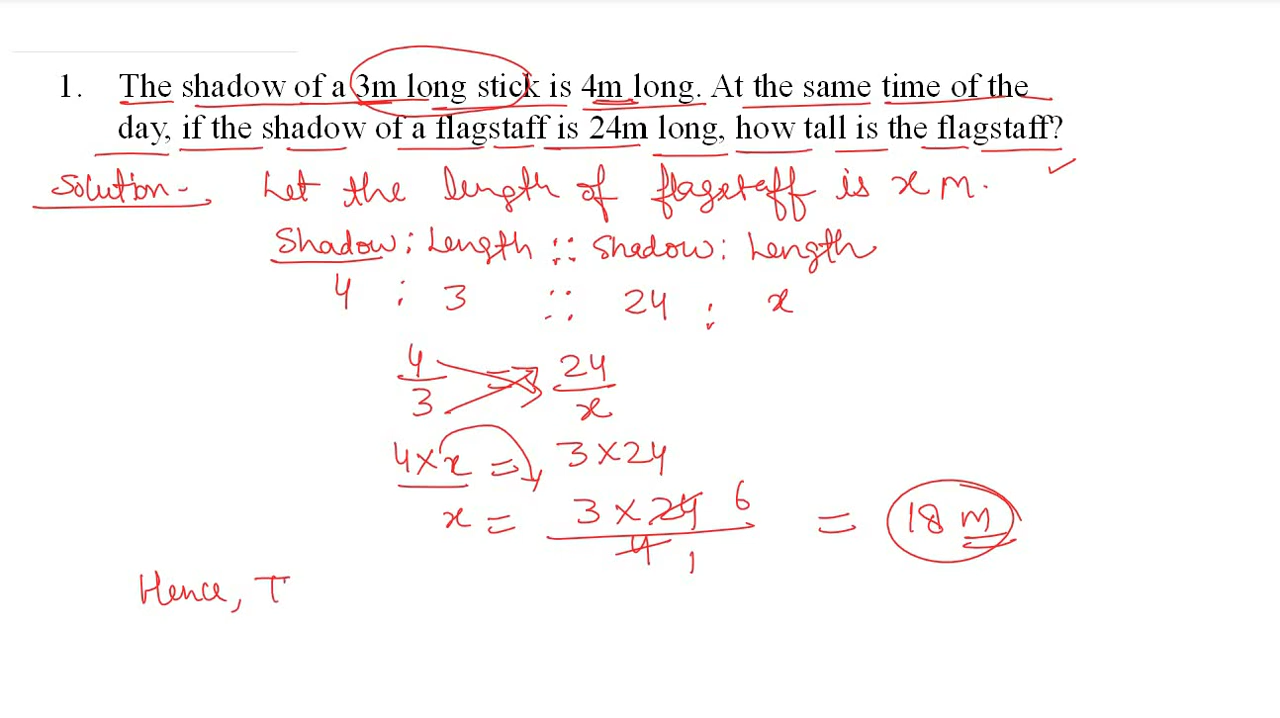 1. The shadow of a 3m long stick is 4m long. At the same time of the
day, if the shadow of a flagstaff is 24m long, how tall is the flagstaff?
Solution - Let the length of flagstaff is x m.
Shadow : Length :: Shadow : Length
4 : 3 :: 24 : x
4/3 = 24/x
4 × x = 3 × 24
x = 3 × 24 6 / 4 1 = 18 m
Hence, T